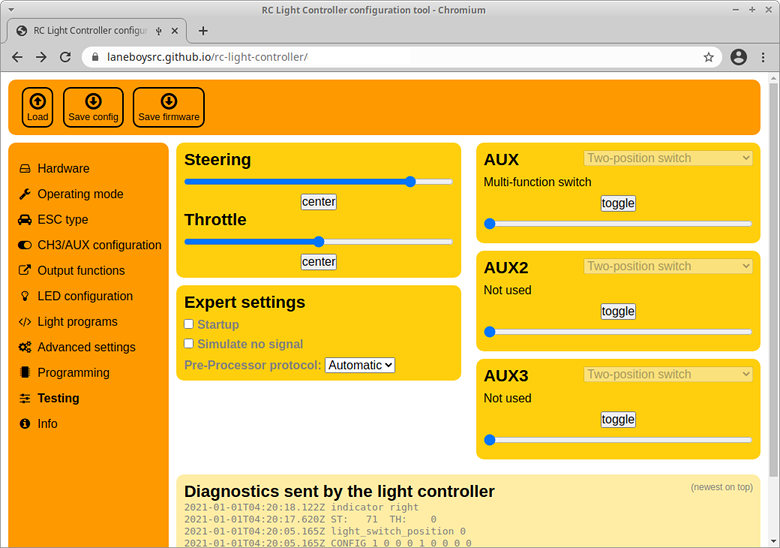 RC Light Controller configuration tool - Chromium
RC Light Controller configur
laneboysrc.github.io/rc-light-controller/
Load
Save config
Save firmware
Hardware
Operating mode
ESC type
CH3/AUX configuration
Output functions
LED configuration
Light programs
Advanced settings
Programming
Testing
Info
Steering
center
Throttle
center
Expert settings
Startup
Simulate no signal
Pre-Processor protocol: Automatic
AUX Two-position switch
Multi-function switch
toggle
AUX2 Two-position switch
Not used
toggle
AUX3 Two-position switch
Not used
toggle
Diagnostics sent by the light controller (newest on top)
2021-01-01T04:20:18.122Z indicator right
2021-01-01T04:20:17.620Z ST: 71 TH: 0
2021-01-01T04:20:05.165Z light_switch_position 0
2021-01-01T04:20:05.165Z CONFIG 1 0 0 0 1 0 0 0 0